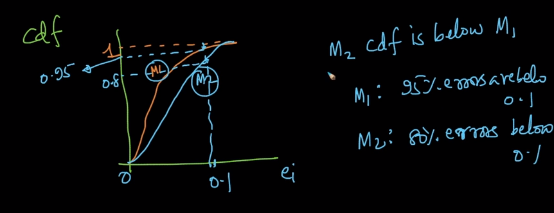 cdf
1
0.95
0.8
M1
M2
0
0.1
ei
M2 cdf is below M1
M1: 95% errors are belo
0.1
M2: 80% errors below
0.1